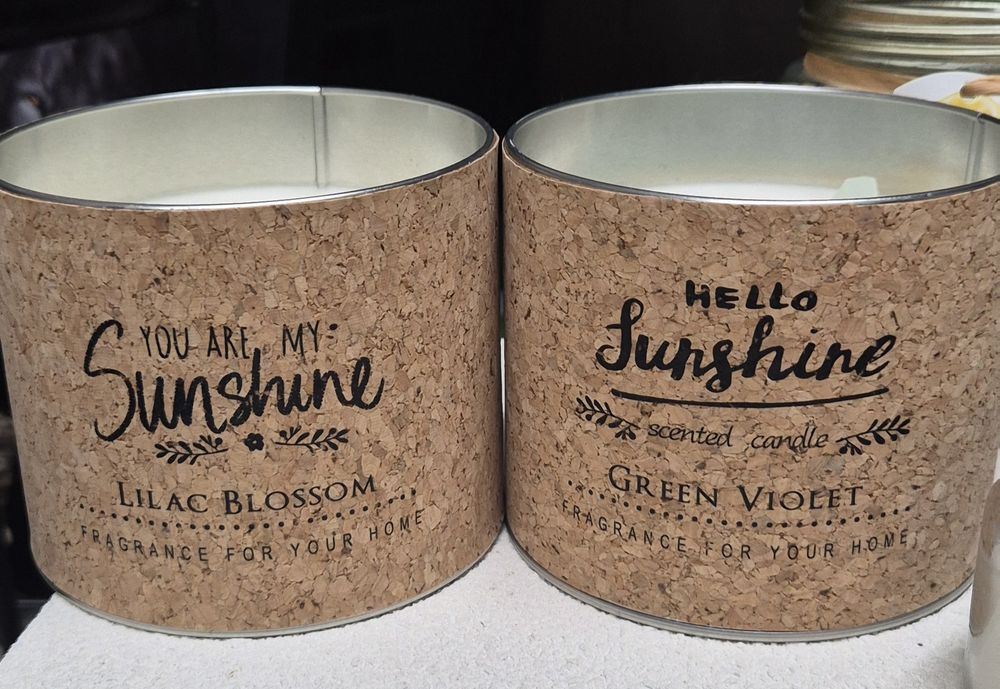 YOU ARE MY
Sunshine
LILAC BLOSSOM
FRAGRANCE FOR YOUR HOME
HELLO
Sunshine
scented candle
GREEN VIOLET
FRAGRANCE FOR YOUR HOME